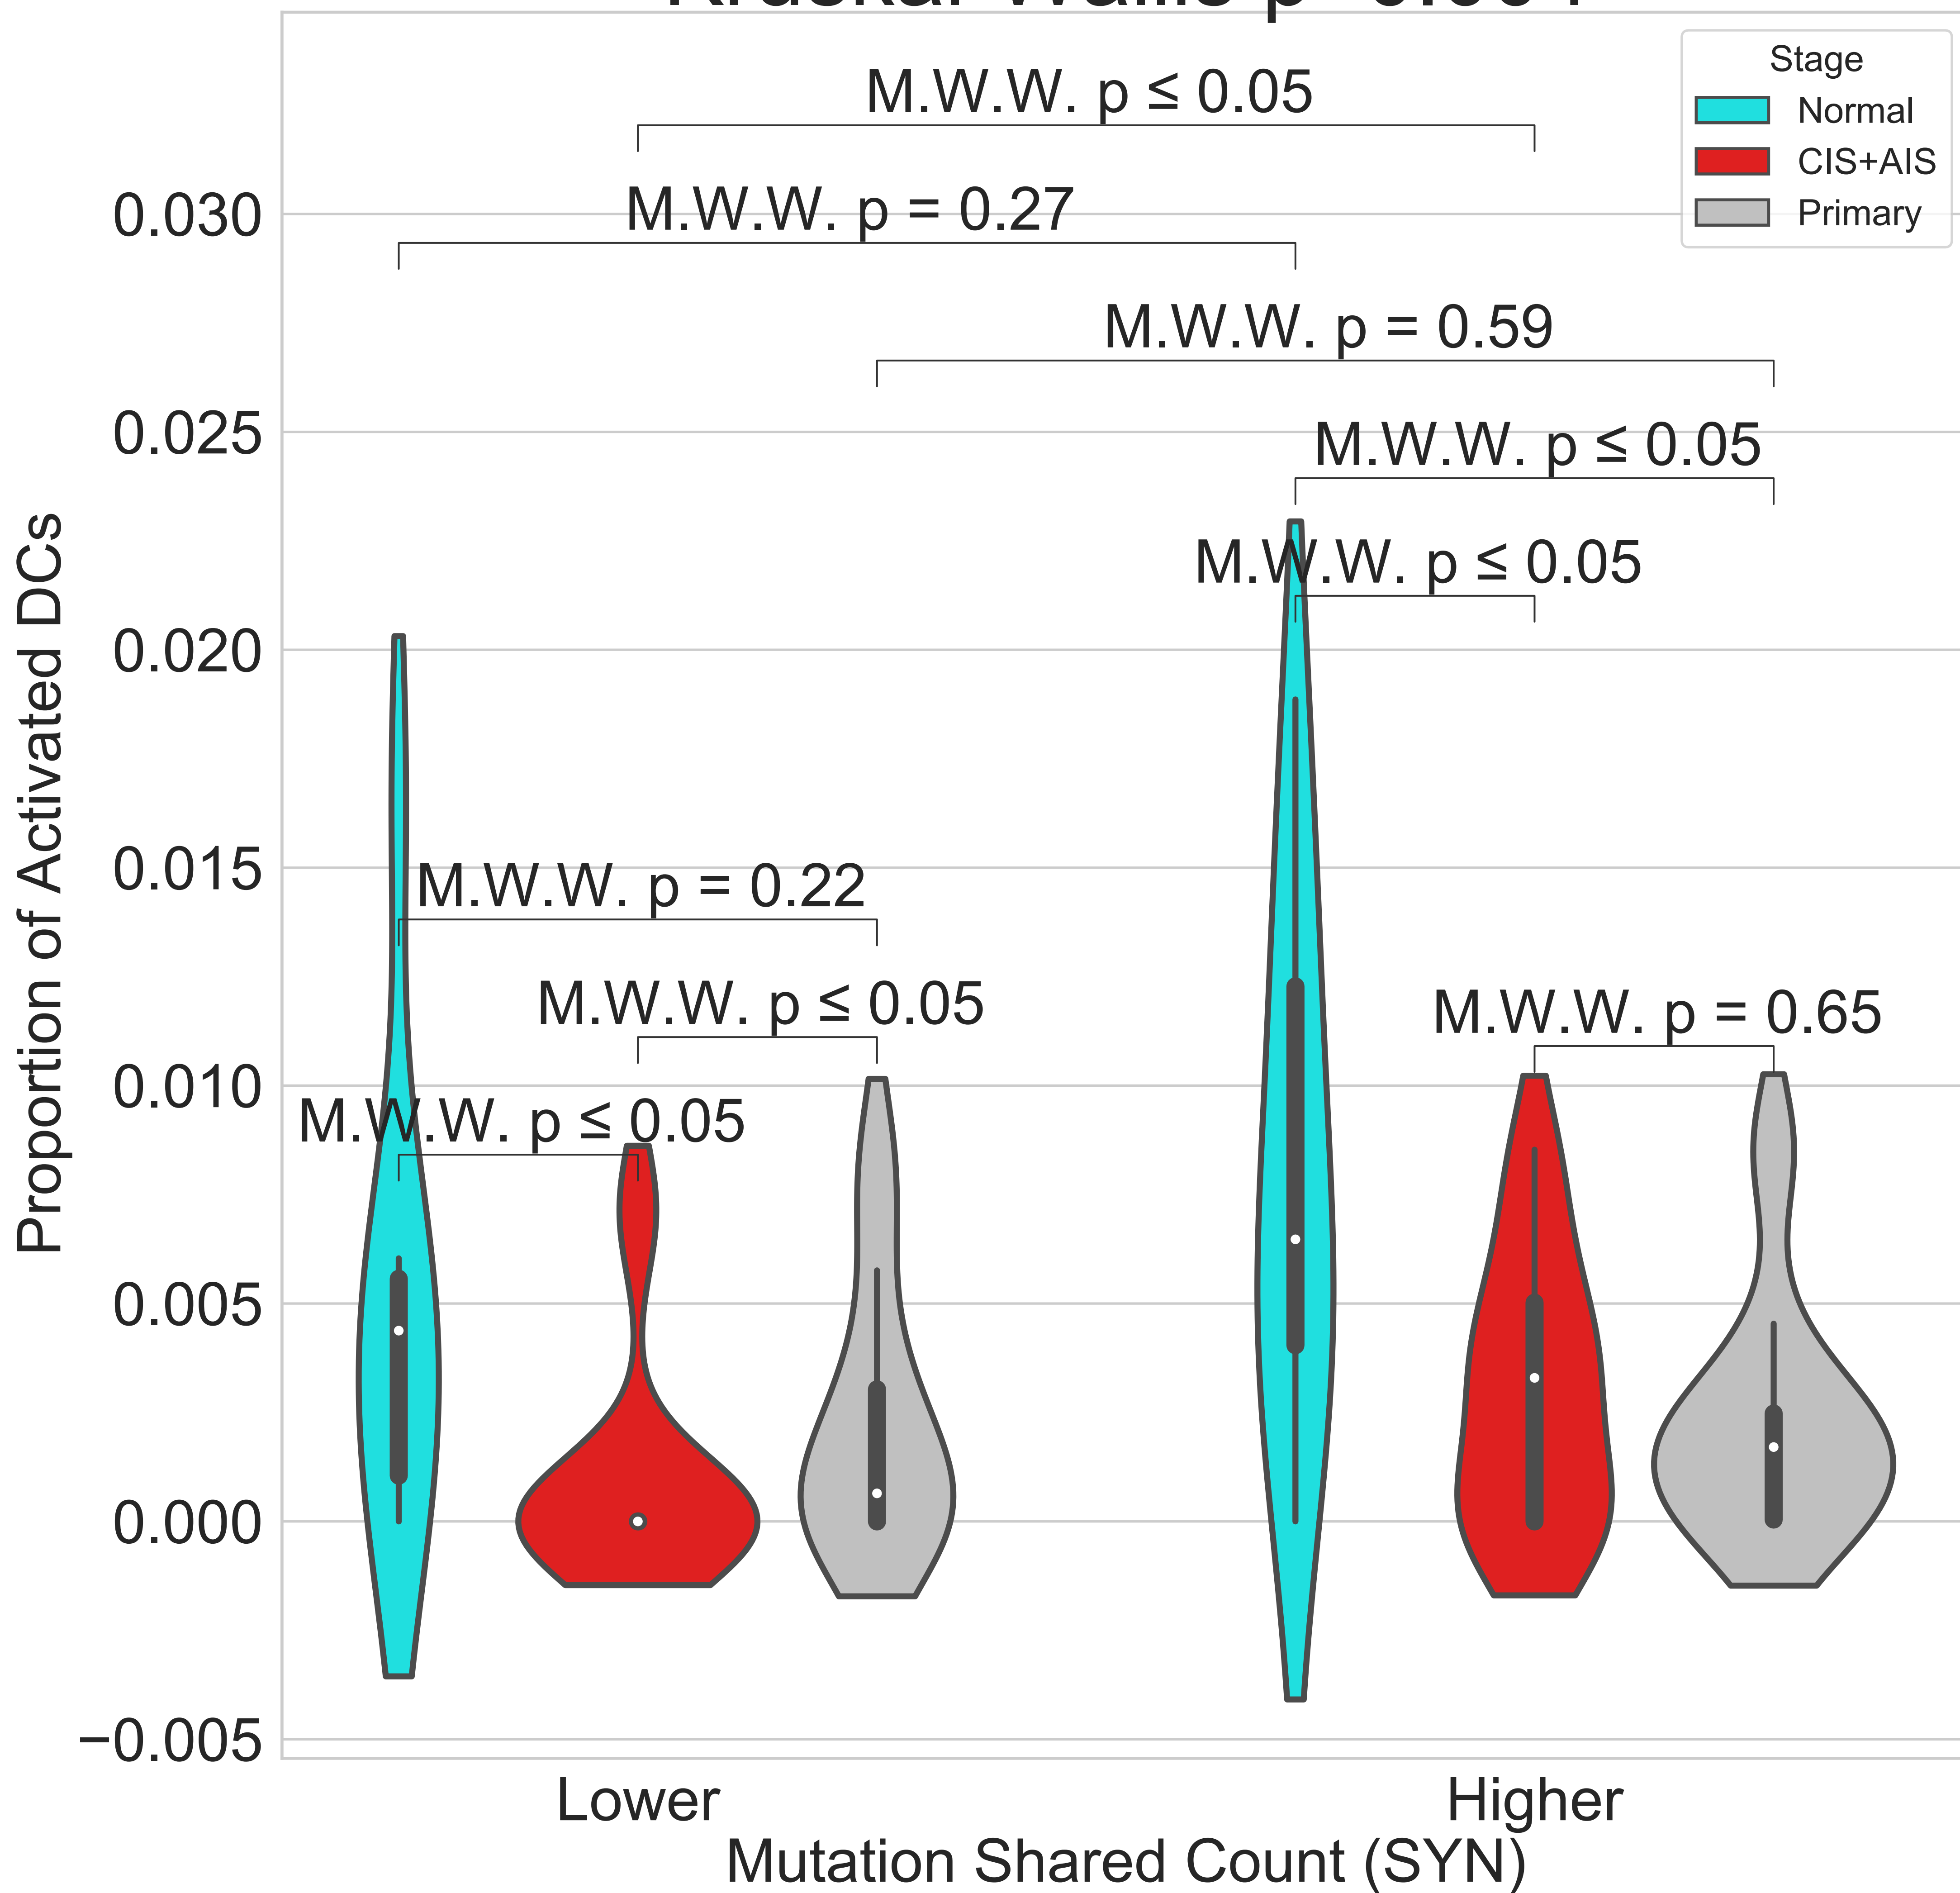 Stage
Normal
CIS+AIS
Primary
M.W.W. p ≤ 0.05
M.W.W. p = 0.27
M.W.W. p = 0.59
M.W.W. p ≤ 0.05
M.W.W. p ≤ 0.05
M.W.W. p = 0.22
M.W.W. p ≤ 0.05
M.W.W. p = 0.65
M.W.W. p ≤ 0.05
0.030
0.025
0.020
0.015
0.010
0.005
0.000
−0.005
Proportion of Activated DCs
Lower
Higher
Mutation Shared Count (SYN)